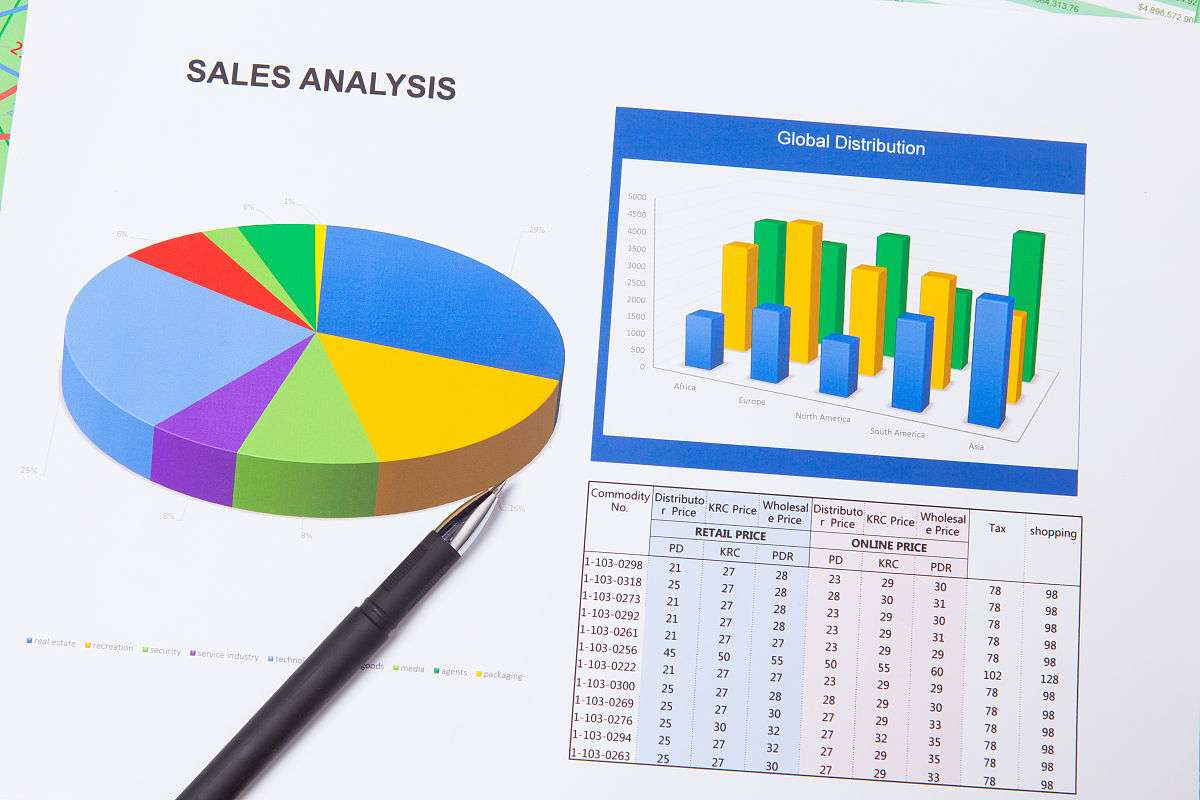 $4,896,572.90
SALES ANALYSIS
Global Distribution
5000
4500
4000
3500
3000
2500
2000
1500
1000
500
0
Africa
Europe
North America
South America
Asia
6%
1%
29%
25%
8%
8%
16%
real estate recreation security service industry media agents packaging
Commodity No. Distributor Price KRC Price Wholesale Price Distributor Price KRC Price Wholesale Price Tax shopping
RETAIL PRICE ONLINE PRICE
PD KRC PDR PD KRC PDR
1-103-0298 21 27 28 23 29 30 78 98
1-103-0318 25 27 28 28 30 31 78 98
1-103-0273 21 27 28 23 29 30 78 98
1-103-0292 21 27 28 23 29 31 78 98
1-103-0261 21 27 27 23 29 29 78 98
1-103-0256 45 50 55 50 55 60 102 128
1-103-0222 21 27 27 23 29 29 78 98
1-103-0300 25 27 28 28 29 30 78 98
1-103-0269 25 27 30 27 29 33 78 98
1-103-0276 25 30 32 27 32 35 78 98
1-103-0294 25 27 32 27 29 35 78 98
1-103-0263 25 27 30 27 29 33 78 98